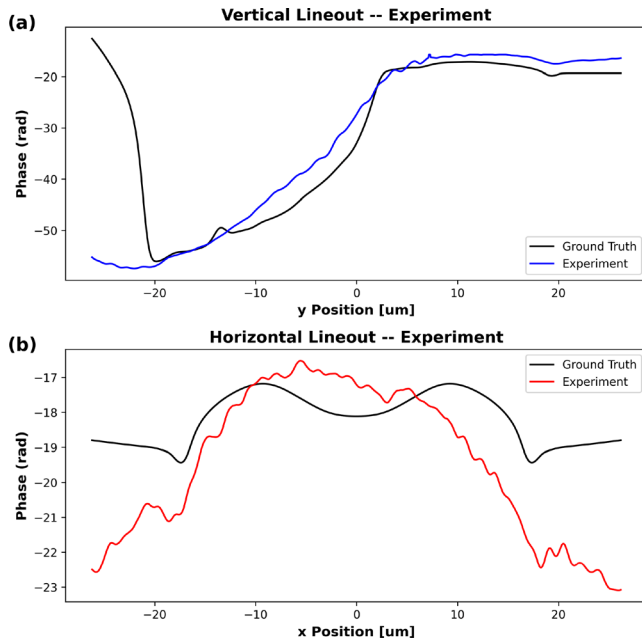 (a)
Vertical Lineout -- Experiment
Phase (rad)
−20
−30
−40
−50
Ground Truth
Experiment
−20
−10
0
10
20
y Position [um]
(b)
Horizontal Lineout -- Experiment
Phase (rad)
−17
−18
−19
−20
−21
−22
−23
Ground Truth
Experiment
−20
−10
0
10
20
x Position [um]